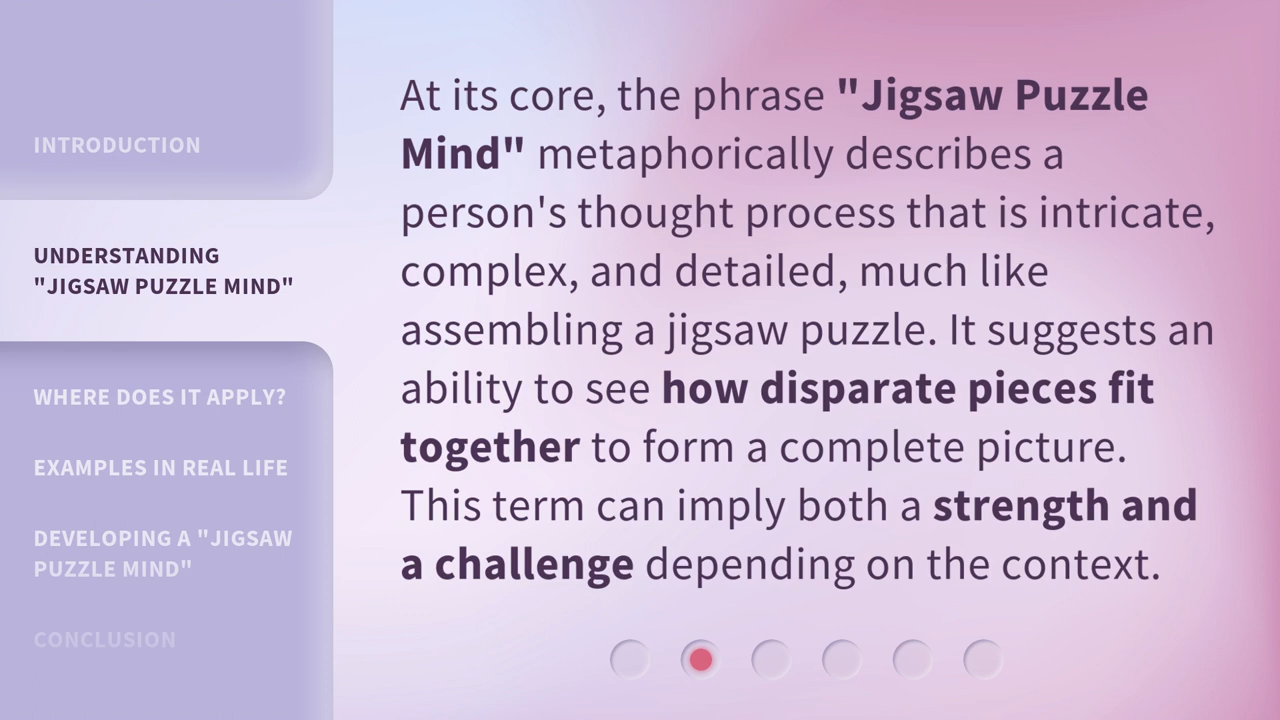 INTRODUCTION
UNDERSTANDING
"JIGSAW PUZZLE MIND"
WHERE DOES IT APPLY?
EXAMPLES IN REAL LIFE
DEVELOPING A "JIGSAW
PUZZLE MIND"
CONCLUSION
At its core, the phrase "Jigsaw Puzzle
Mind" metaphorically describes a
person's thought process that is intricate,
complex, and detailed, much like
assembling a jigsaw puzzle. It suggests an
ability to see how disparate pieces fit
together to form a complete picture.
This term can imply both a strength and
a challenge depending on the context.